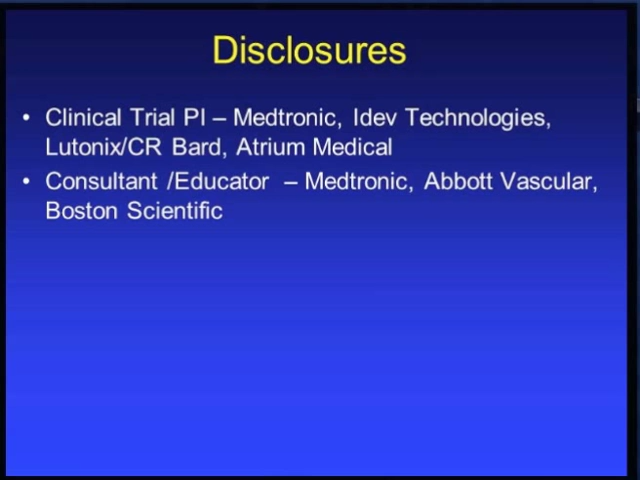 Disclosures
• Clinical Trial PI – Medtronic, Idev Technologies,
Lutonix/CR Bard, Atrium Medical
• Consultant /Educator – Medtronic, Abbott Vascular,
Boston Scientific